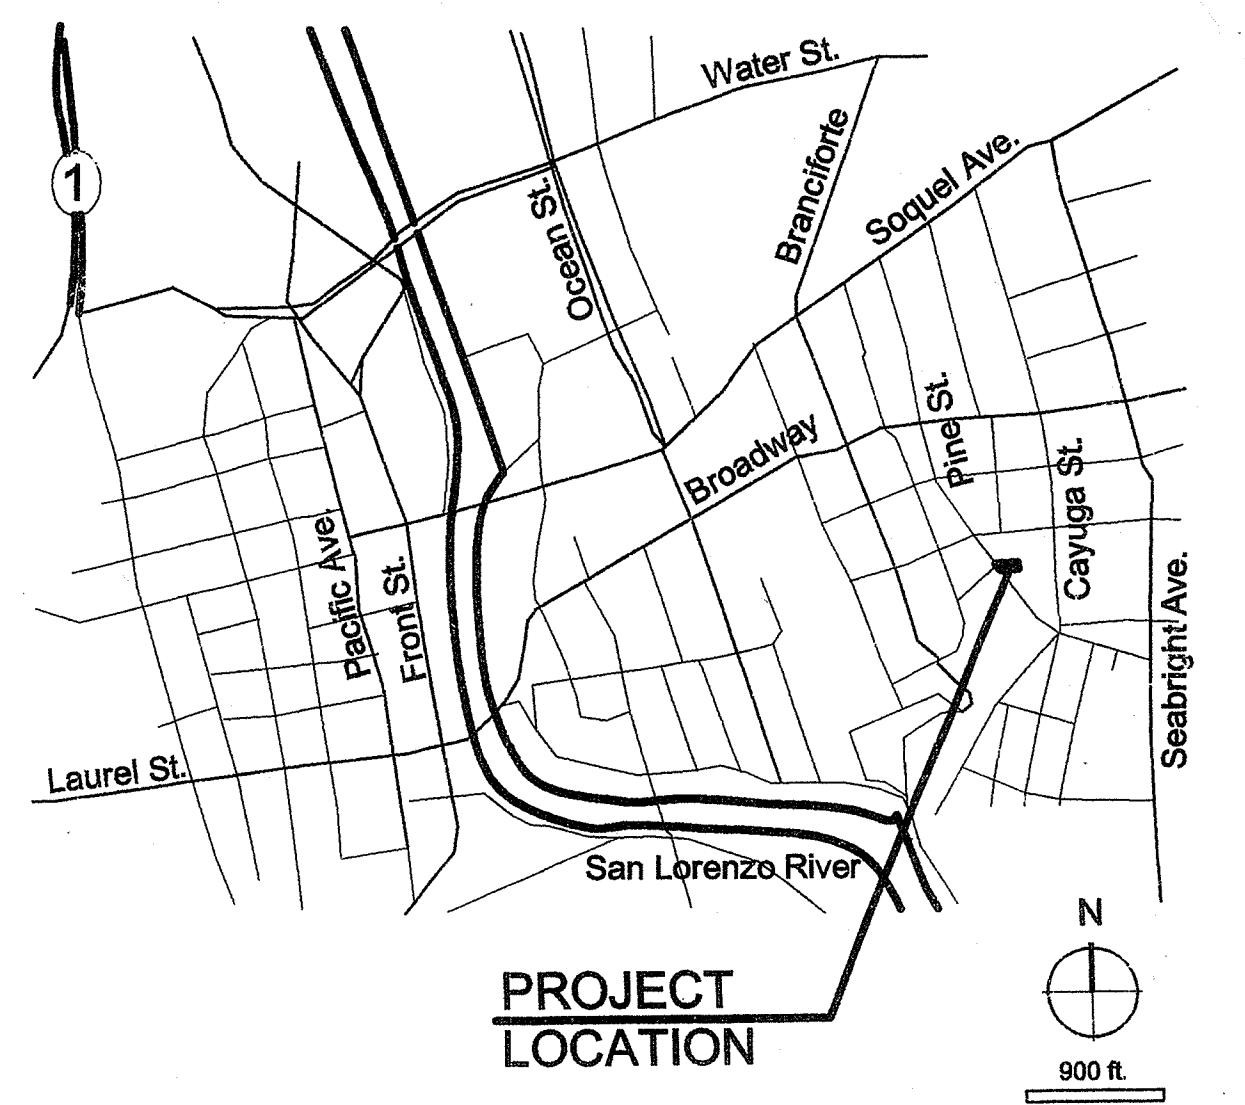 Water St.
1
Branciforte
Soquel Ave.
Ocean St.
Pine St.
Broadway
Cayuga St.
Pacific Ave.
Front St.
Seabright Ave.
Laurel St.
San Lorenzo River
N
PROJECT
LOCATION
900 ft.